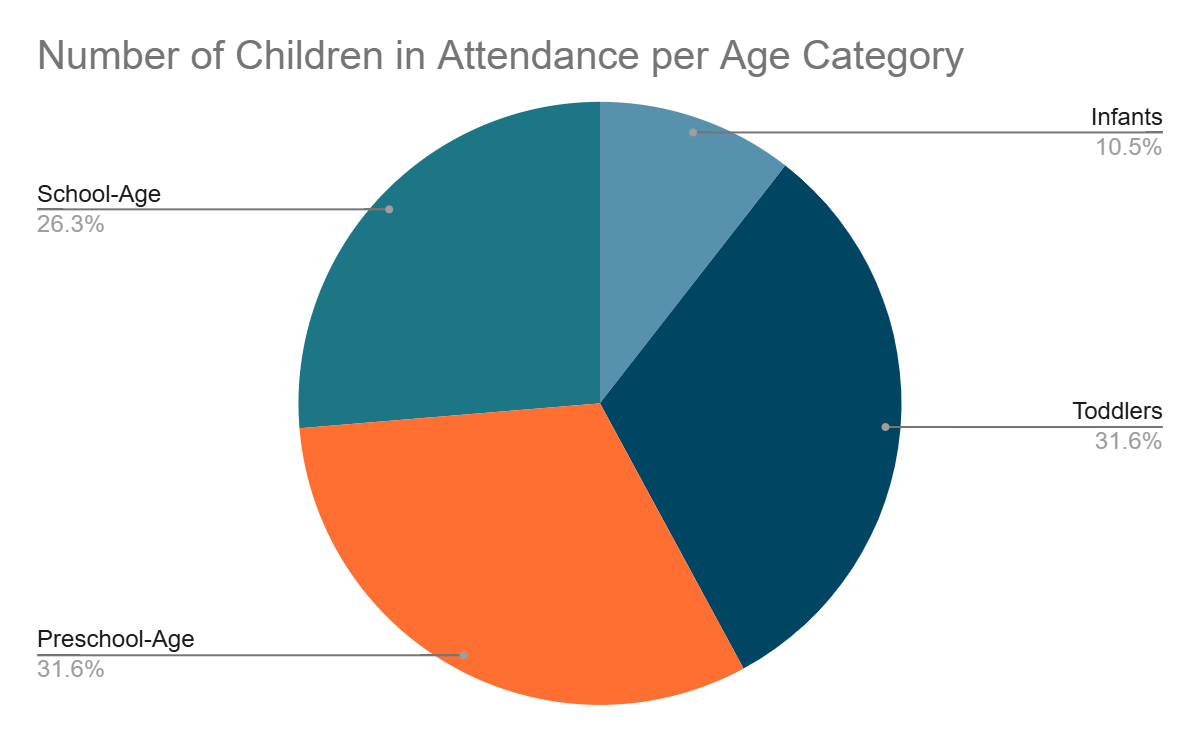 Number of Children in Attendance per Age Category
Infants
10.5%
School-Age
26.3%
Toddlers
31.6%
Preschool-Age
31.6%